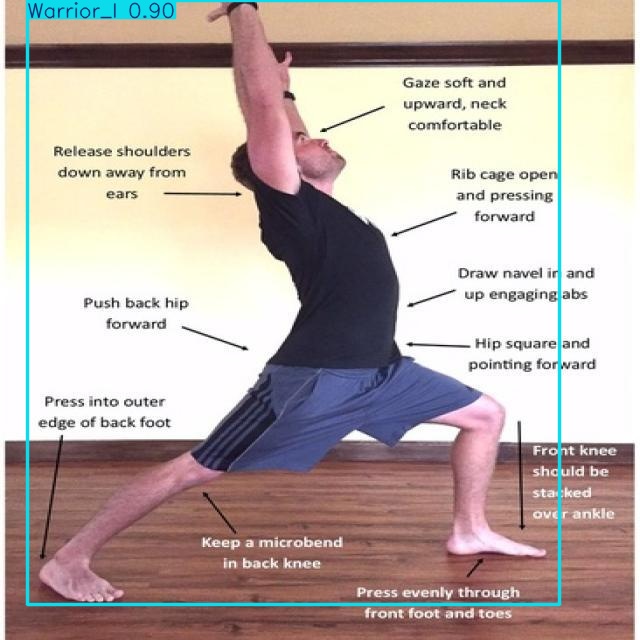 Warrior_I 0.90
Gaze soft and
upward, neck
comfortable
Release shoulders
down away from
ears
Rib cage open
and pressing
forward
Draw navel in and
up engaging abs
Push back hip
forward
Hip square and
pointing forward
Press into outer
edge of back foot
Front knee
should be
stacked
over ankle
Keep a microbend
in back knee
Press evenly through
front foot and toes